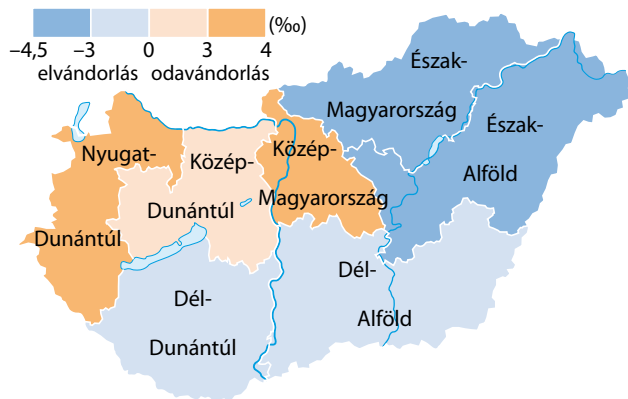 (‰)
–4,5 –3 0 3 4
elvándorlás odavándorlás
Észak-
Magyarország
Észak-
Alföld
Nyugat-
Dunántúl
Közép-
Dunántúl
Közép-
Magyarország
Dél-
Dunántúl
Dél-
Alföld